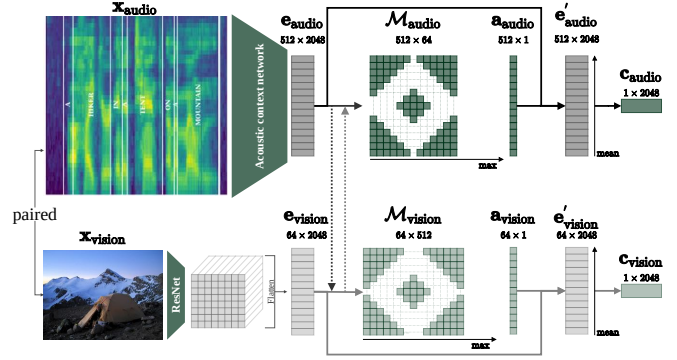 x_audio
e_audio
512 × 2048
M_audio
512 × 64
a_audio
512 × 1
e'_audio
512 × 2048
c_audio
1 × 2048
A
TOWER
IN
A
TENT
ON
A
MOUNTAIN
Acoustic context network
max
mean
paired
x_vision
ResNet
Flatten
e_vision
64 × 2048
M_vision
64 × 512
a_vision
64 × 1
e'_vision
64 × 2048
c_vision
1 × 2048
max
mean